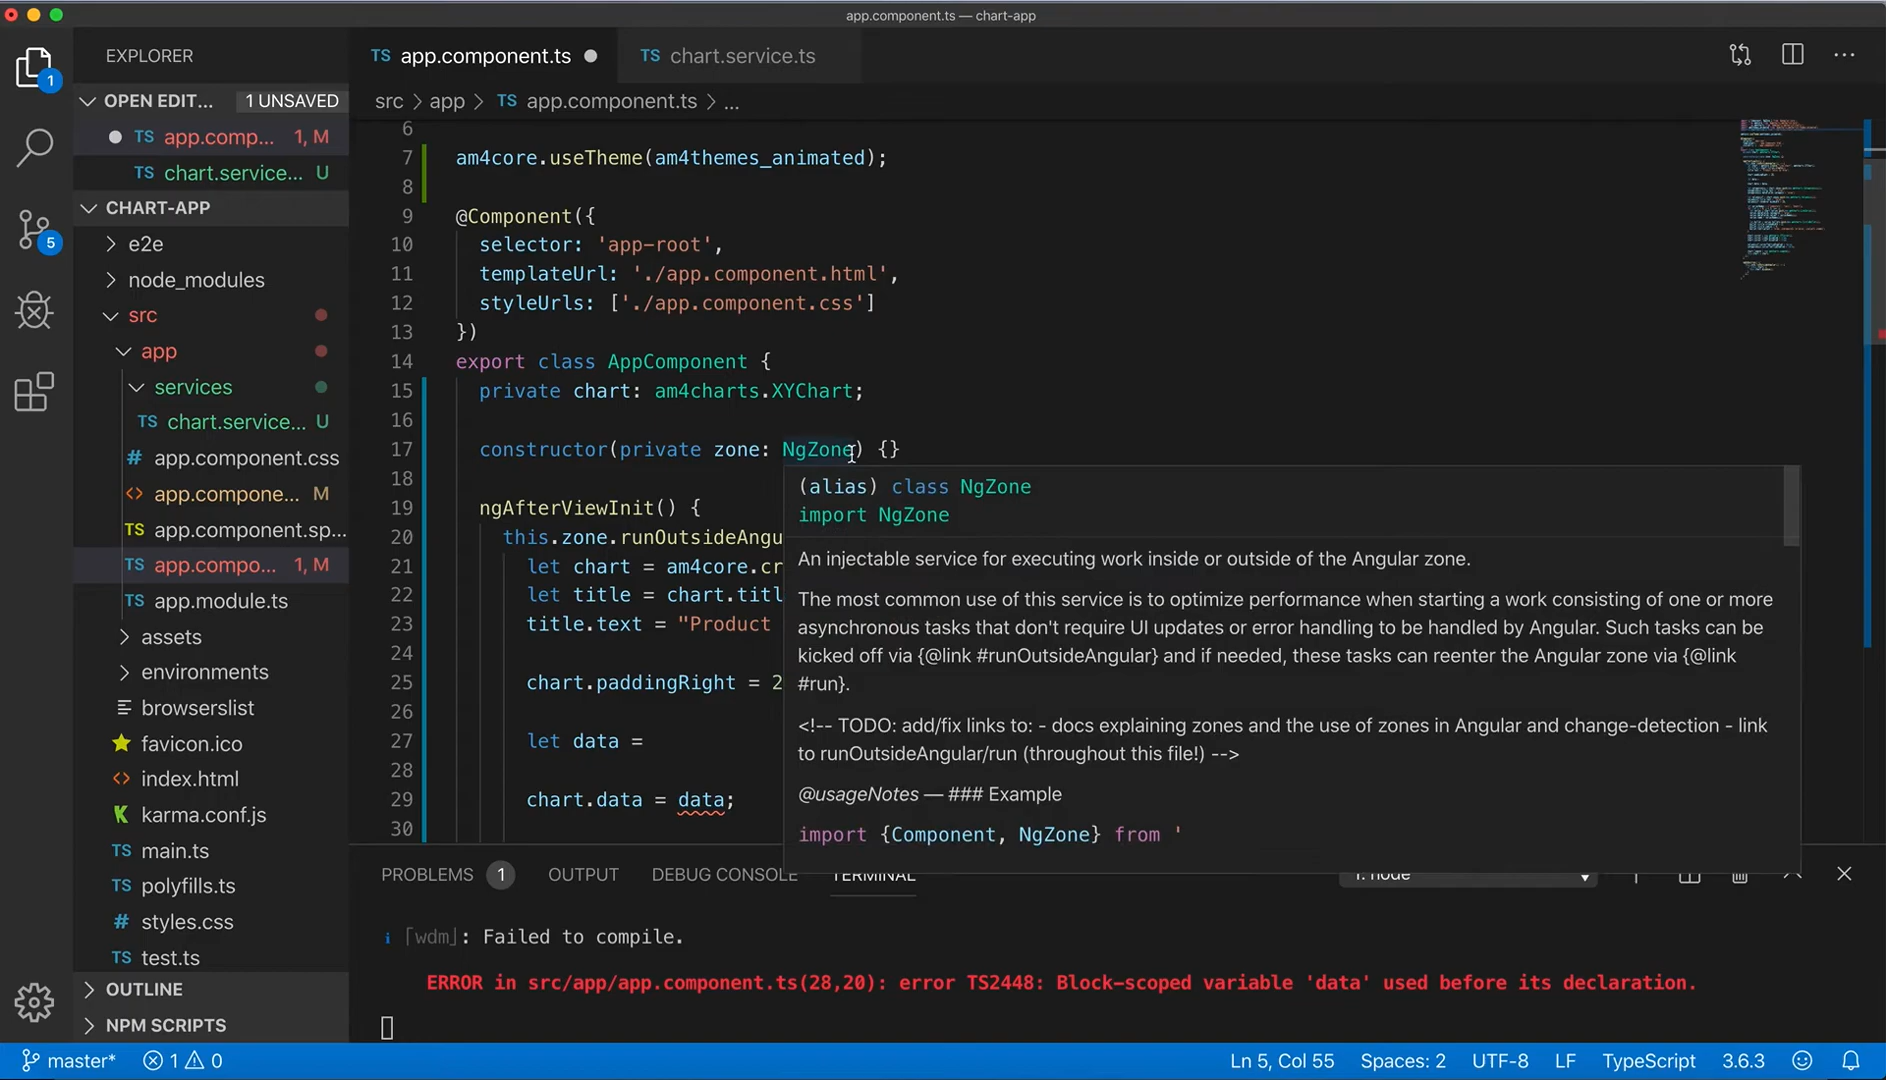 app.component.ts — chart-app
EXPLORER
TS app.component.ts
TS chart.service.ts
1
OPEN EDIT... 1 UNSAVED
src > app > TS app.component.ts > ...
TS app.comp... 1, M
TS chart.service... U
CHART-APP
e2e
node_modules
src
app
services
TS chart.service... U
# app.component.css
<> app.compone... M
TS app.component.sp...
TS app.compo... 1, M
TS app.module.ts
assets
environments
browserslist
favicon.ico
<> index.html
karma.conf.js
TS main.ts
TS polyfills.ts
# styles.css
TS test.ts
OUTLINE
NPM SCRIPTS
5
6
7 am4core.useTheme(am4themes_animated);
8
9 @Component({
10 selector: 'app-root',
11 templateUrl: './app.component.html',
12 styleUrls: ['./app.component.css']
13 })
14 export class AppComponent {
15 private chart: am4charts.XYChart;
16
17 constructor(private zone: NgZone) {}
18
19 ngAfterViewInit() {
20 this.zone.runOutsideAngu
21 let chart = am4core.cr
22 let title = chart.titl
23 title.text = "Product
24
25 chart.paddingRight = 2
26
27 let data =
28
29 chart.data = data;
30
(alias) class NgZone
import NgZone
An injectable service for executing work inside or outside of the Angular zone.
The most common use of this service is to optimize performance when starting a work consisting of one or more
asynchronous tasks that don't require UI updates or error handling to be handled by Angular. Such tasks can be
kicked off via {@link #runOutsideAngular} and if needed, these tasks can reenter the Angular zone via {@link
#run}.
<!-- TODO: add/fix links to: - docs explaining zones and the use of zones in Angular and change-detection - link
to runOutsideAngular/run (throughout this file!) -->
@usageNotes — ### Example
import {Component, NgZone} from '
PROBLEMS 1 OUTPUT DEBUG CONSOLE TERMINAL 1: node
i ｢wdm｣: Failed to compile.
ERROR in src/app/app.component.ts(28,20): error TS2448: Block-scoped variable 'data' used before its declaration.
master* 1 0 Ln 5, Col 55 Spaces: 2 UTF-8 LF TypeScript 3.6.3